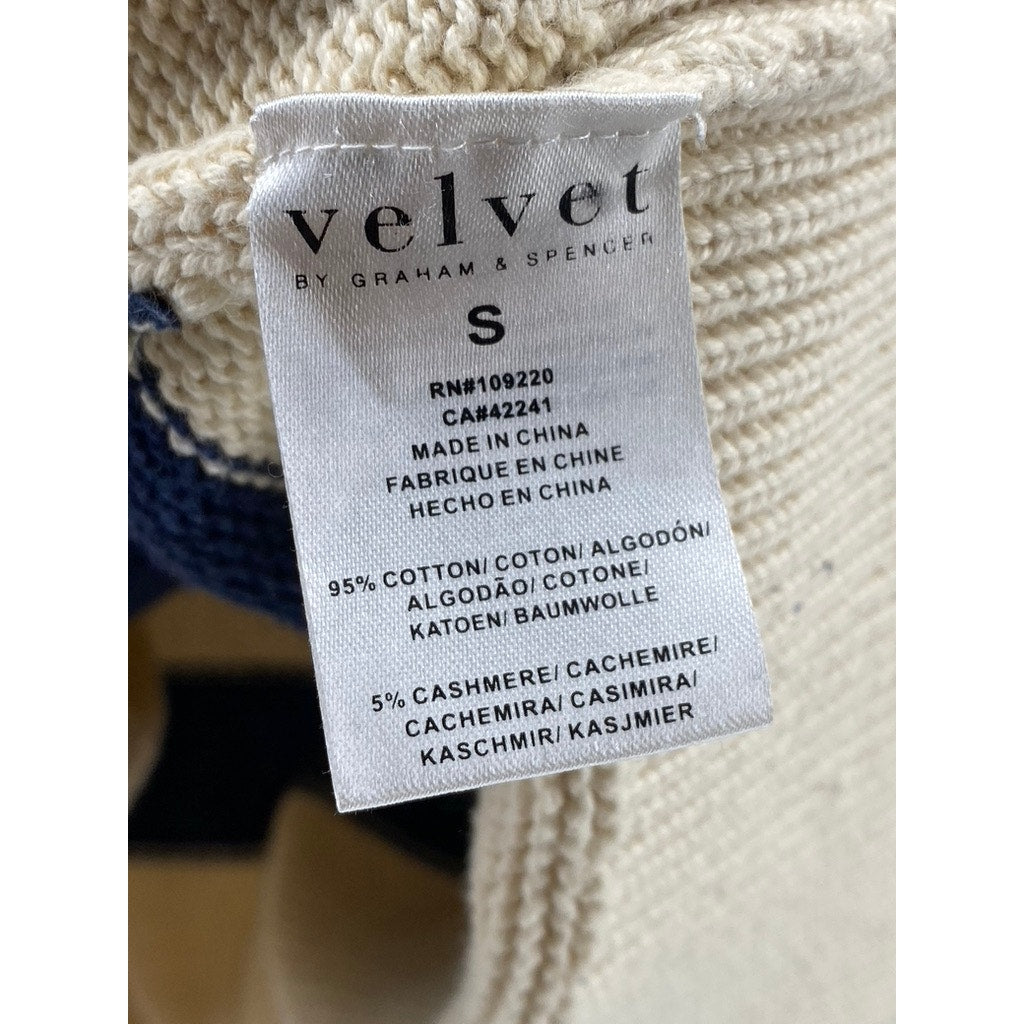 velvet
BY GRAHAM & SPENCER
S
RN#109220
CA#42241
MADE IN CHINA
FABRIQUE EN CHINE
HECHO EN CHINA
95% COTTON/ COTON/ ALGODÓN/
ALGODÃO/ COTONE/
KATOEN/ BAUMWOLLE
5% CASHMERE/ CACHEMIRE/
CACHEMIRA/ CASIMIRA/
KASCHMIR/ KASJMIER